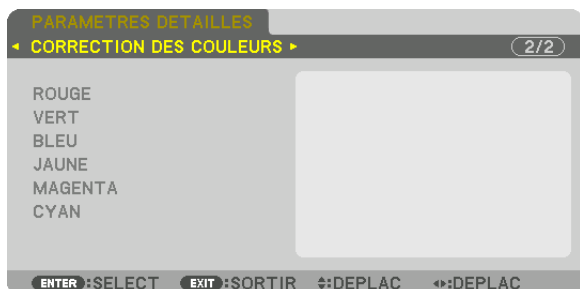 PARAMETRES DETAILLES
CORRECTION DES COULEURS 2/2
ROUGE
VERT
BLEU
JAUNE
MAGENTA
CYAN
ENTER :SELECT EXIT :SORTIR :DEPLAC :DEPLAC